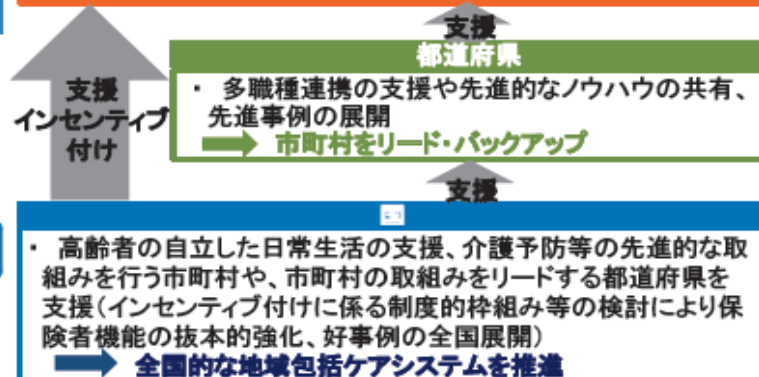 支援
都道府県
支援
インセンティブ
付け
・ 多職種連携の支援や先進的なノウハウの共有、
先進事例の展開
市町村をリード・バックアップ
支援
・ 高齢者の自立した日常生活の支援、介護予防等の先進的な取
組みを行う市町村や、市町村の取組みをリードする都道府県を
支援(インセンティブ付けに係る制度的枠組み等の検討により保
険者機能の抜本的強化、好事例の全国展開)
全国的な地域包括ケアシステムを推進